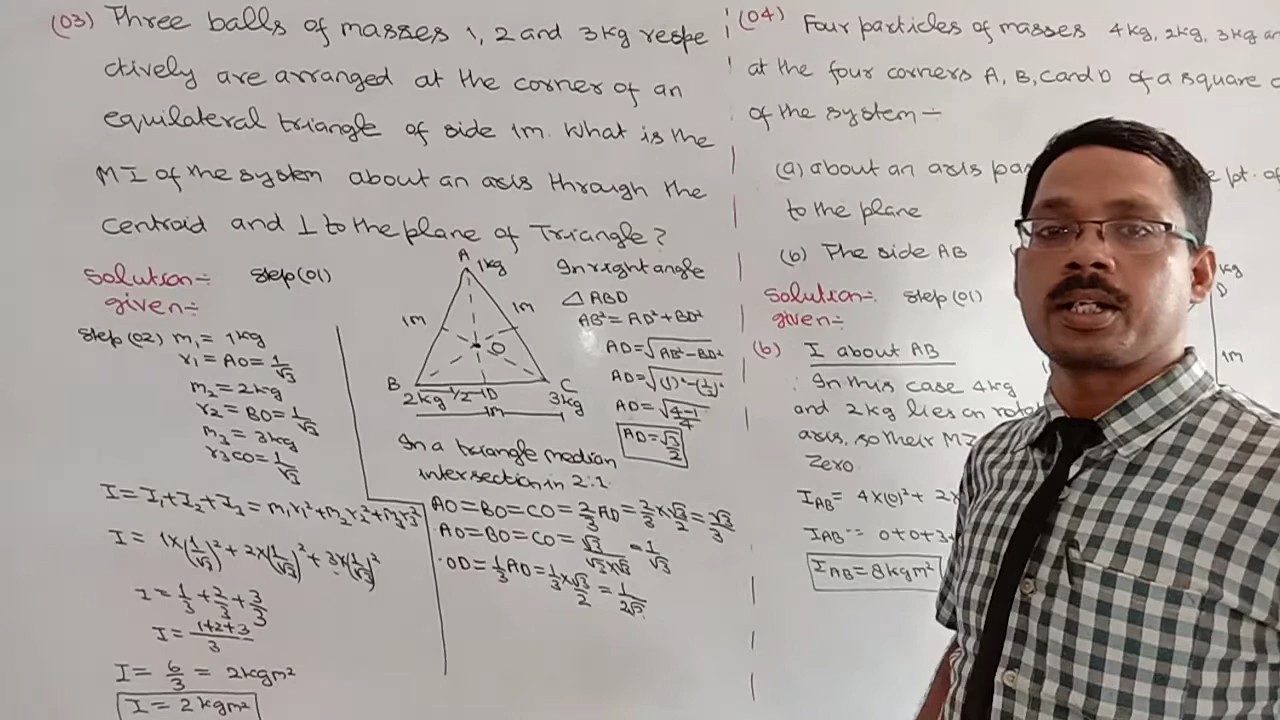 (03) Three balls of masses 1, 2 and 3kg respe
ctively are arranged at the corner of an
equilateral triangle of side 1m. What is the
MI of the system about an axis through the
centroid and ⊥ to the plane of Triangle?
Solution÷ Step(01)
given÷
Step(02) m₁ = 1kg
r₁ = AO = 1/√3
m₂ = 2kg
r₂ = BO = 1/√3
m₃ = 3kg
r₃ CO = 1/√3
I = I₁+I₂+I₃ = m₁r₁²+m₂r₂²+m₃r₃²
I = 1×(1/√3)² + 2×(1/√3)² + 3×(1/√3)²
I = 1/3 + 2/3 + 3/3
I = 1+2+3/3
I = 6/3 = 2kgm²
I = 2kgm²
A 1kg
1m 1m
O
B C
2kg 1/2 D 3kg
1m
In right angle
△ ABD
AB² = AD² + BD²
AD = √AB²-BD²
AD = √(1)²-(1/2)²
AD = √4-1/4
AD = √3/2
In a triangle median
intersection in 2:1
AO = BO = CO = 2/3 AD = 2/3 × √3/2 = √3/3
AO = BO = CO = √3/√3×√3 = 1/√3
OD = 1/3 AD = 1/3 × √3/2 = 1/2√3
(04) Four particles of masses 4kg, 2kg, 3kg
at the four corners A, B, C and D of a square
of the system—
(a) about an axis pt. of
to the plane
(b) The side AB
Solution÷ Step(01)
given÷
kg
D
1m
(b) I about AB
In this case 4kg
and 2kg lies on
axis, so their
Zero
I_AB = 4×(0)² + 2×
I_AB = 0+0+3+
I_AB = 8kgm²